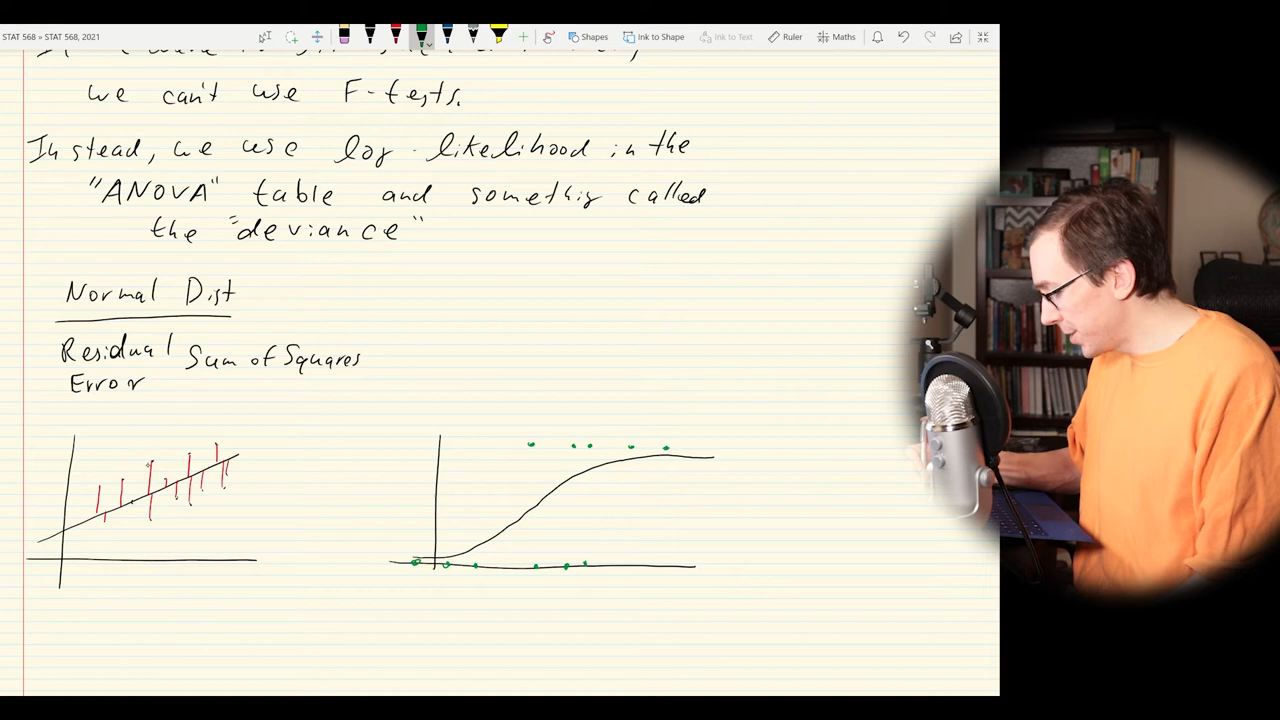 STAT 568 » STAT 568, 2021
Shapes
Ink to Shape
Ink to Text
Ruler
Maths
we can't use F-tests.
Instead, we use log-likelihood in the
"ANOVA" table and somethig called
the "deviance"
Normal Dist
Residual Sum of Squares
Error